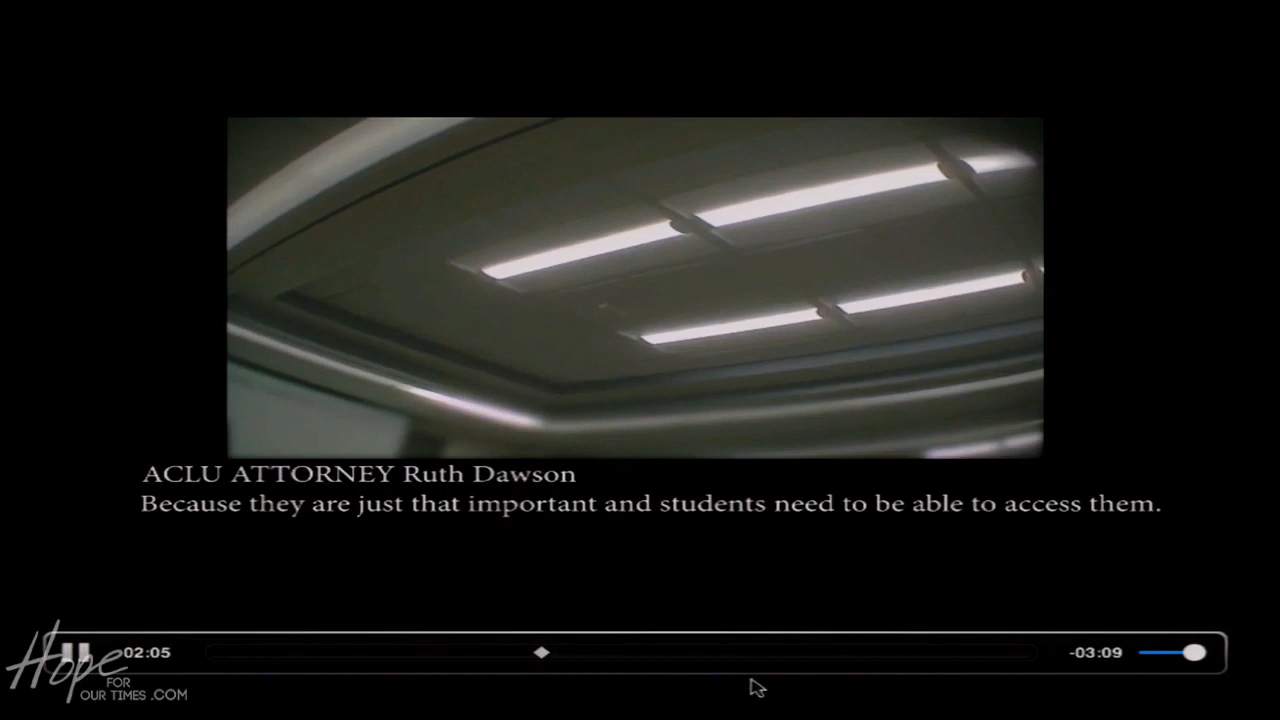 ACLU ATTORNEY Ruth Dawson
Because they are just that important and students need to be able to access them.
02:05
-03:09
Hope
FOR
OUR TIMES .COM